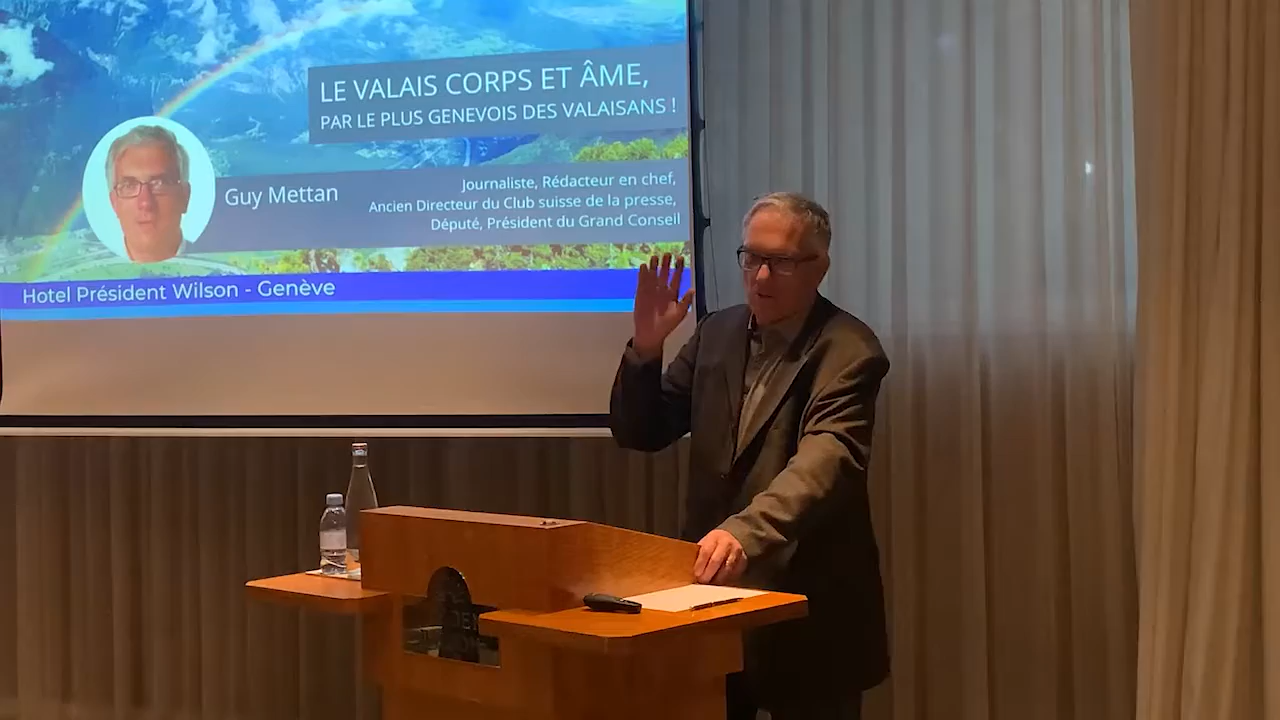 LE VALAIS CORPS ET ÂME,
PAR LE PLUS GENEVOIS DES VALAISANS !
Guy Mettan
Journaliste, Rédacteur en chef,
Ancien Directeur du Club suisse de la presse,
Député, Président du Grand Conseil
Hotel Président Wilson - Genève